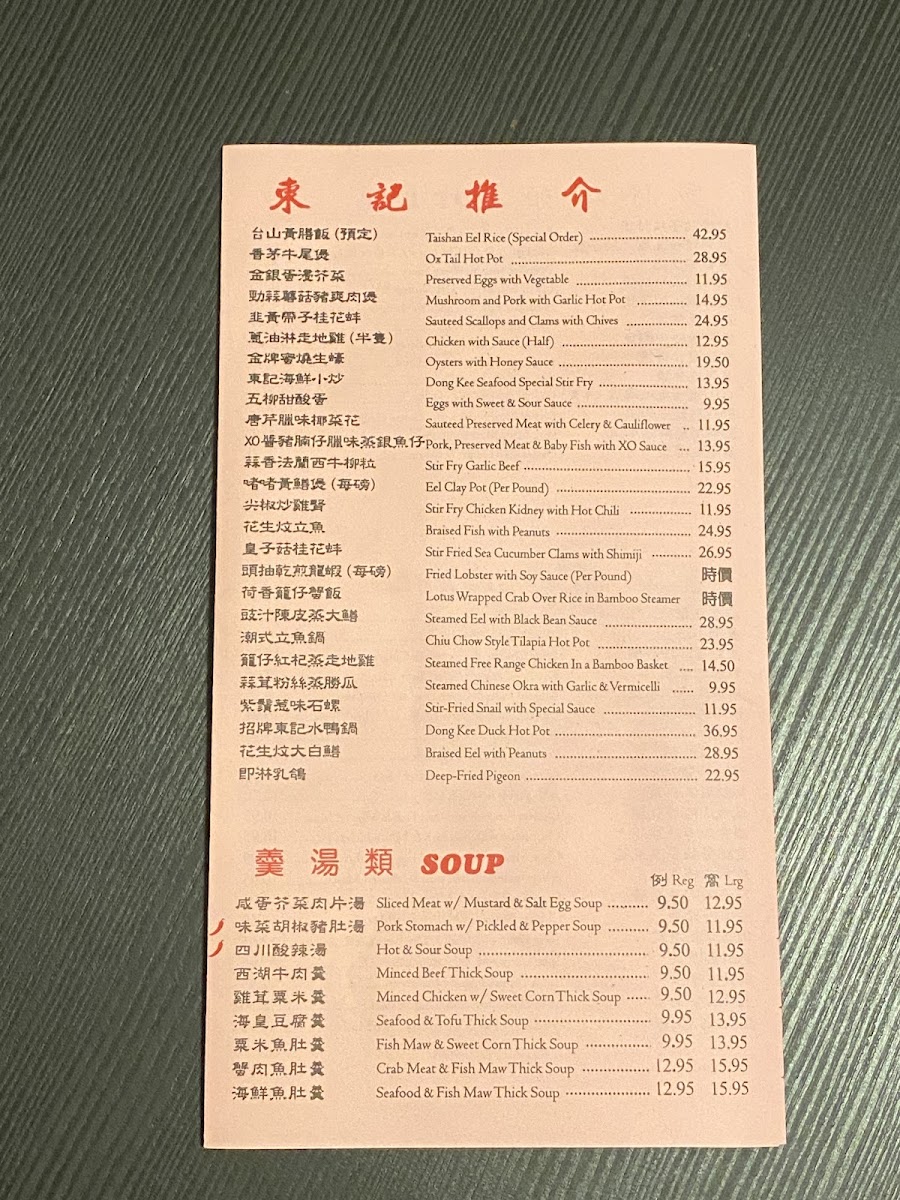 東記推介
台山黃膳飯(預定) Taishan Eel Rice (Special Order) 42.95
香茅牛尾煲 Ox Tail Hot Pot 28.95
金銀蛋浸芥菜 Preserved Eggs with Vegetable 11.95
勁蒜蘑菇豬爽肉煲 Mushroom and Pork with Garlic Hot Pot 14.95
韭黃帶子桂花蚌 Sauteed Scallops and Clams with Chives 24.95
蔥油淋走地雞(半隻) Chicken with Sauce (Half) 12.95
金牌蜜燒生蠔 Oysters with Honey Sauce 19.50
東記海鮮小炒 Dong Kee Seafood Special Stir Fry 13.95
五柳甜酸蛋 Eggs with Sweet & Sour Sauce 9.95
唐芹臘味椰菜花 Sauteed Preserved Meat with Celery & Cauliflower 11.95
XO醬豬腩仔臘味蒸銀魚仔 Pork, Preserved Meat & Baby Fish with XO Sauce 13.95
蒜香法蘭西牛柳粒 Stir Fry Garlic Beef 15.95
啫啫黃鱔煲(每磅) Eel Clay Pot (Per Pound) 22.95
尖椒炒雞腎 Stir Fry Chicken Kidney with Hot Chili 11.95
花生炆立魚 Braised Fish with Peanuts 24.95
皇子菇桂花蚌 Stir Fried Sea Cucumber Clams with Shimiji 26.95
頭抽乾煎龍蝦(每磅) Fried Lobster with Soy Sauce (Per Pound) 時價
荷香籠仔蟹飯 Lotus Wrapped Crab Over Rice in Bamboo Steamer 時價
豉汁陳皮蒸大鱔 Steamed Eel with Black Bean Sauce 28.95
潮式立魚鍋 Chiu Chow Style Tilapia Hot Pot 23.95
籠仔紅杞蒸走地雞 Steamed Free Range Chicken In a Bamboo Basket 14.50
蒜茸粉絲蒸勝瓜 Steamed Chinese Okra with Garlic & Vermicelli 9.95
紫鬚葱味石螺 Stir-Fried Snail with Special Sauce 11.95
招牌東記水鴨鍋 Dong Kee Duck Hot Pot 36.95
花生炆大白鱔 Braised Eel with Peanuts 28.95
即淋乳鴿 Deep-Fried Pigeon 22.95
羹湯類 SOUP
例 Reg 窩 Lrg
咸蛋芥菜肉片湯 Sliced Meat w/ Mustard & Salt Egg Soup 9.50 12.95
味菜胡椒豬肚湯 Pork Stomach w/ Pickled & Pepper Soup 9.50 11.95
四川酸辣湯 Hot & Sour Soup 9.50 11.95
西湖牛肉羹 Minced Beef Thick Soup 9.50 11.95
雞茸粟米羹 Minced Chicken w/ Sweet Corn Thick Soup 9.50 12.95
海皇豆腐羹 Seafood & Tofu Thick Soup 9.95 13.95
粟米魚肚羹 Fish Maw & Sweet Corn Thick Soup 9.95 13.95
蟹肉魚肚羹 Crab Meat & Fish Maw Thick Soup 12.95 15.95
海鮮魚肚羹 Seafood & Fish Maw Thick Soup 12.95 15.95